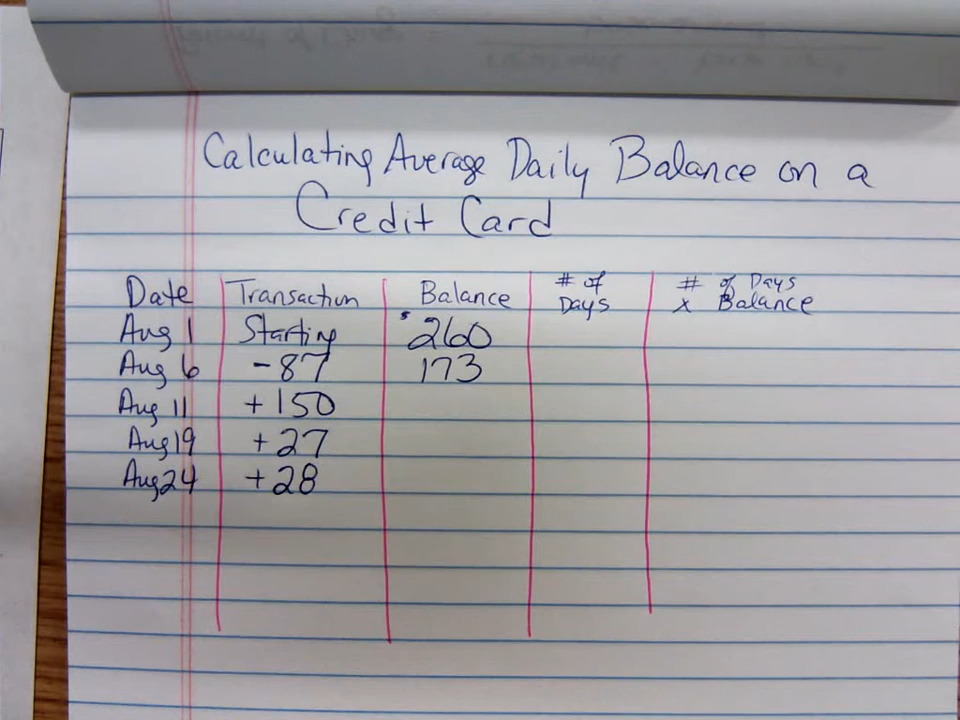 Calculating Average Daily Balance on a
Credit Card
Date Transaction Balance # of Days # of Days x Balance
Aug 1 Starting $260
Aug 6 -87 173
Aug 11 +150
Aug 19 +27
Aug 24 +28